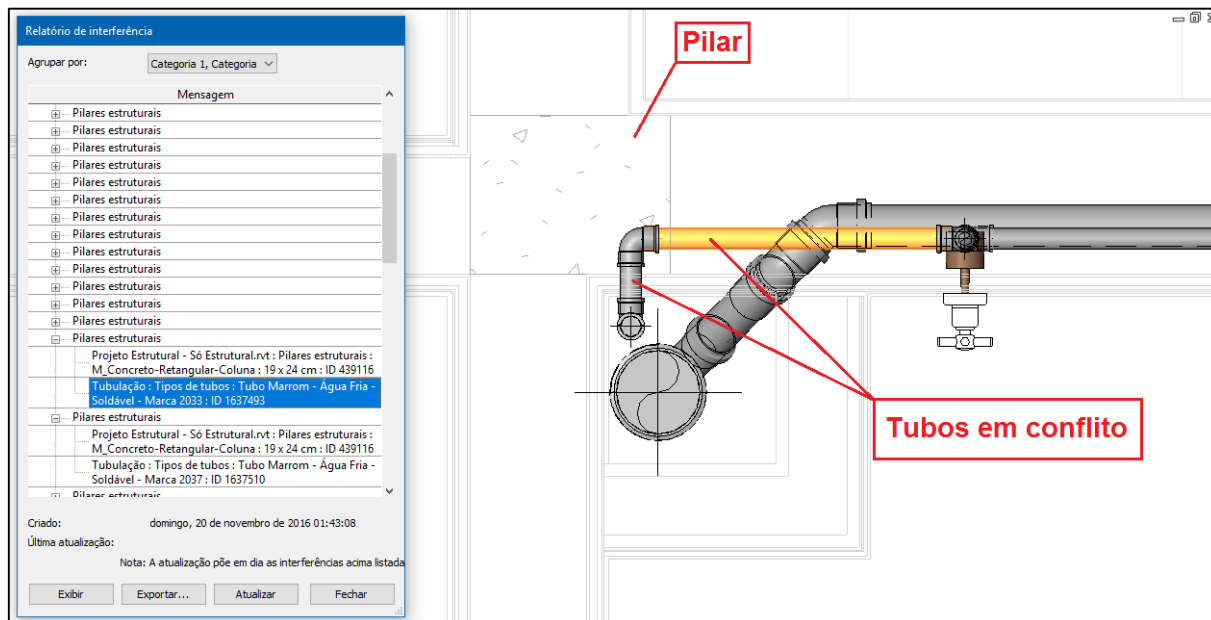 Relatório de interferência
Agrupar por:
Categoria 1, Categoria
Mensagem
Pilares estruturais
Pilares estruturais
Pilares estruturais
Pilares estruturais
Pilares estruturais
Pilares estruturais
Pilares estruturais
Pilares estruturais
Pilares estruturais
Pilares estruturais
Pilares estruturais
Pilares estruturais
Pilares estruturais
Pilares estruturais
Projeto Estrutural - Só Estrutural.rvt : Pilares estruturais :
M_Concreto-Retangular-Coluna : 19 x 24 cm : ID 439116
Tubulação : Tipos de tubos : Tubo Marrom - Água Fria -
Soldável - Marca 2033 : ID 1637493
Pilares estruturais
Projeto Estrutural - Só Estrutural.rvt : Pilares estruturais :
M_Concreto-Retangular-Coluna : 19 x 24 cm : ID 439116
Tubulação : Tipos de tubos : Tubo Marrom - Água Fria -
Soldável - Marca 2037 : ID 1637510
Pilares estruturais
Criado:
domingo, 20 de novembro de 2016 01:43:08
Última atualização:
Nota: A atualização põe em dia as interferências acima listada
Exibir
Exportar...
Atualizar
Fechar
Pilar
Tubos em conflito